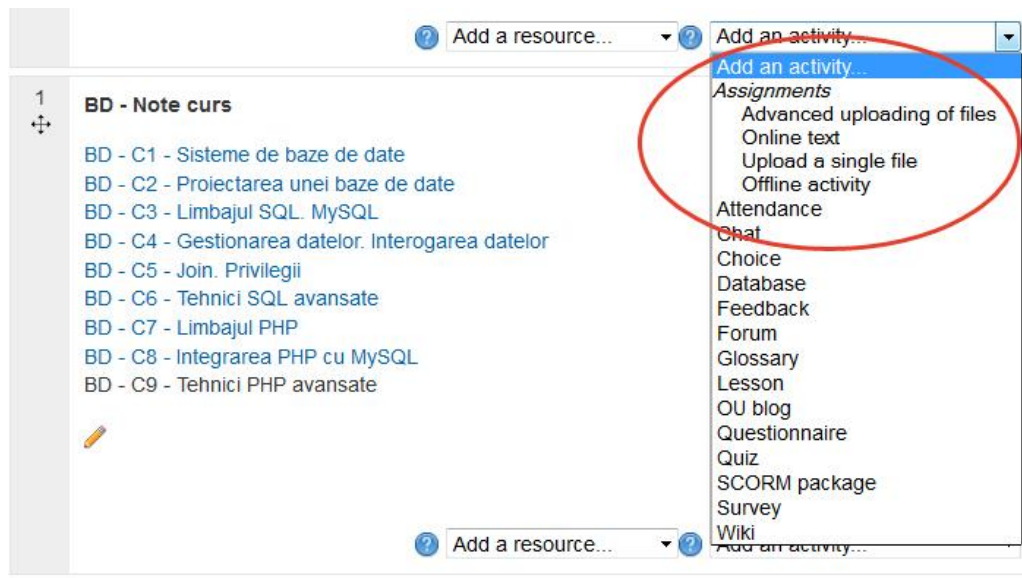 Add a resource...
Add an activity...
Add an activity...
Assignments
Advanced uploading of files
Online text
Upload a single file
Offline activity
Attendance
Chat
Choice
Database
Feedback
Forum
Glossary
Lesson
OU blog
Questionnaire
Quiz
SCORM package
Survey
Wiki
1
BD - Note curs
BD - C1 - Sisteme de baze de date
BD - C2 - Proiectarea unei baze de date
BD - C3 - Limbajul SQL. MySQL
BD - C4 - Gestionarea datelor. Interogarea datelor
BD - C5 - Join. Privilegii
BD - C6 - Tehnici SQL avansate
BD - C7 - Limbajul PHP
BD - C8 - Integrarea PHP cu MySQL
BD - C9 - Tehnici PHP avansate
Add a resource...
Add an activity...